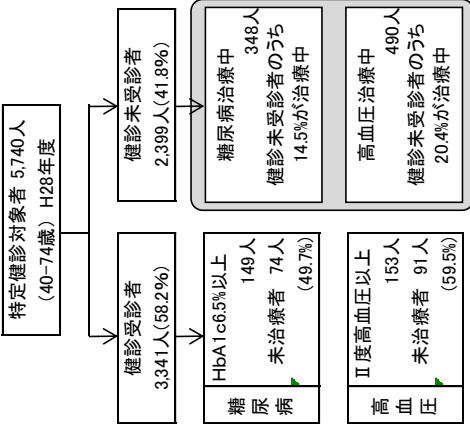 特定健診対象者 5,740人
(40-74歳) H28年度
健診受診者
3,341人(58.2%)
健診未受診者
2,399人(41.8%)
糖尿病
HbA1c6.5%以上
149人
未治療者 74人
(49.7%)
高血圧
Ⅱ度高血圧以上
153人
未治療者 91人
(59.5%)
糖尿病治療中
348人
健診未受診者のうち
14.5%が治療中
高血圧治療中
490人
健診未受診者のうち
20.4%が治療中